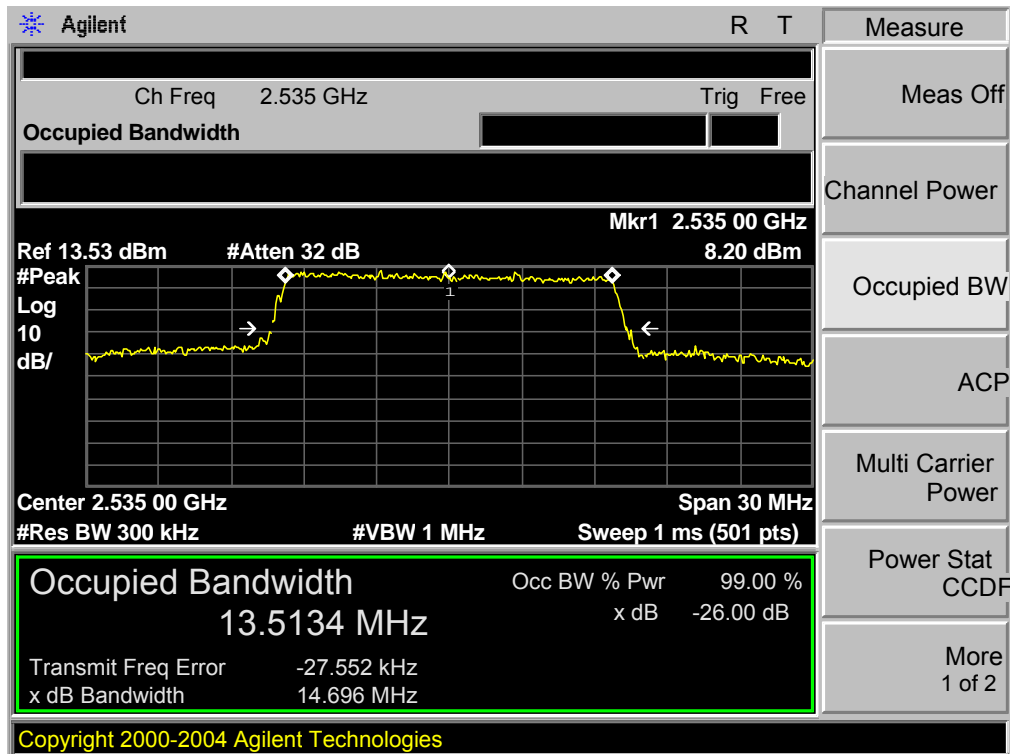 Agilent R T
Measure
Ch Freq 2.535 GHz Trig Free
Occupied Bandwidth
Mkr1 2.535 00 GHz
Ref 13.53 dBm #Atten 32 dB 8.20 dBm
#Peak
Log
10
dB/
1
Center 2.535 00 GHz Span 30 MHz
#Res BW 300 kHz #VBW 1 MHz Sweep 1 ms (501 pts)
Occupied Bandwidth
13.5134 MHz
Occ BW % Pwr 99.00 %
x dB -26.00 dB
Transmit Freq Error -27.552 kHz
x dB Bandwidth 14.696 MHz
Copyright 2000-2004 Agilent Technologies
Meas Off
Channel Power
Occupied BW
ACP
Multi Carrier
Power
Power Stat
CCDF
More
1 of 2